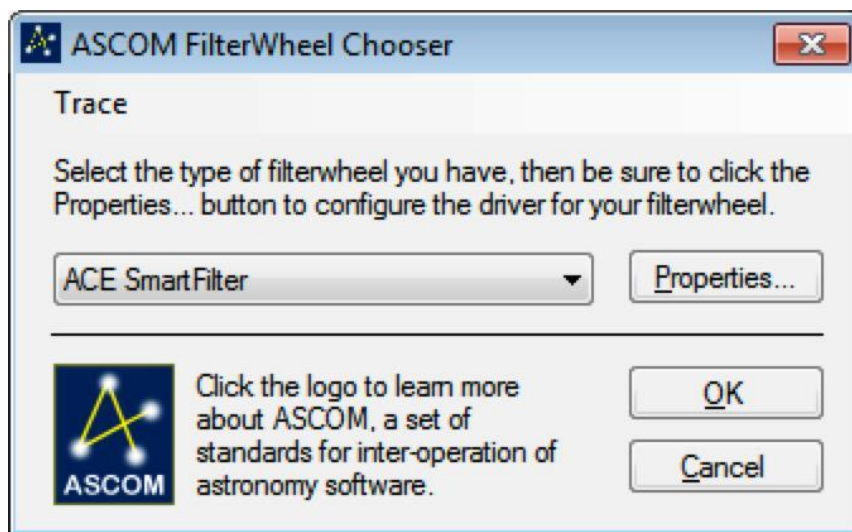 ASCOM FilterWheel Chooser
Trace
Select the type of filterwheel you have, then be sure to click the
Properties... button to configure the driver for your filterwheel.
ACE SmartFilter
Properties...
Click the logo to learn more
about ASCOM, a set of
standards for inter-operation of
astronomy software.
ASCOM
OK
Cancel